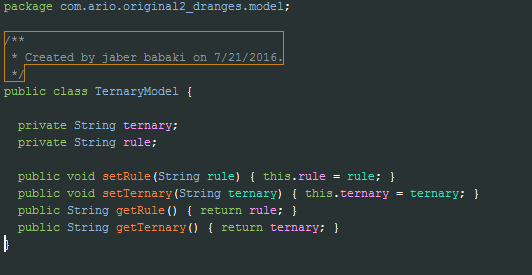 package com.ario.original2_dranges.model;
/**
* Created by jaber babaki on 7/21/2016.
*/
public class TernaryModel {
private String ternary;
private String rule;
public void setRule(String rule) { this.rule = rule; }
public void setTernary(String ternary) { this.ternary = ternary; }
public String getRule() { return rule; }
public String getTernary() { return ternary; }
}